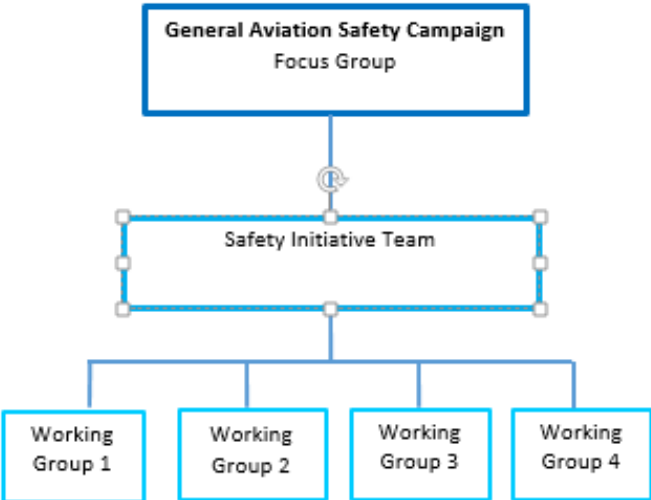 General Aviation Safety Campaign
Focus Group
Safety Initiative Team
Working
Group 1
Working
Group 2
Working
Group 3
Working
Group 4